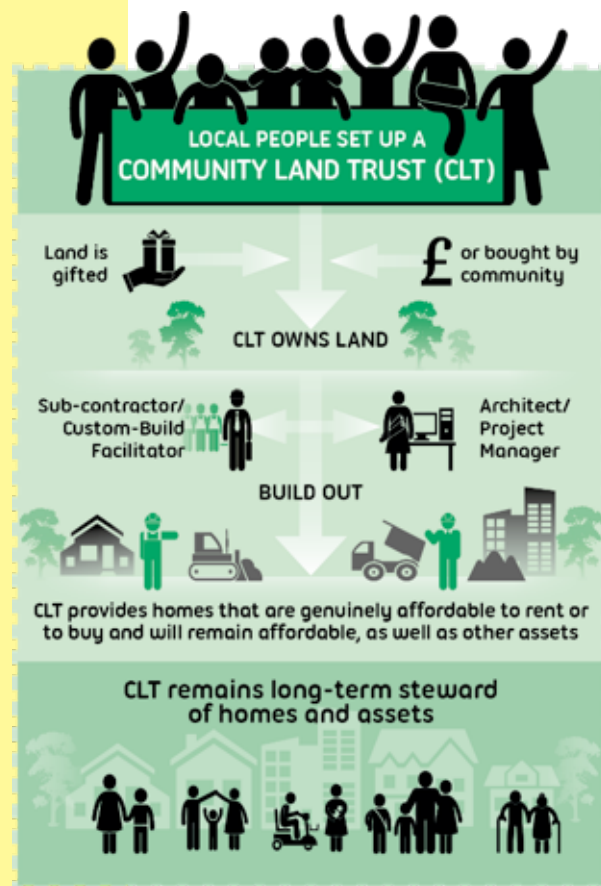 LOCAL PEOPLE SET UP A
COMMUNITY LAND TRUST (CLT)
Land is
gifted
£ or bought by
community
CLT OWNS LAND
Sub-contractor/
Custom-Build
Facilitator
Architect/
Project
Manager
BUILD OUT
CLT provides homes that are genuinely affordable to rent or
to buy and will remain affordable, as well as other assets
CLT remains long-term steward
of homes and assets